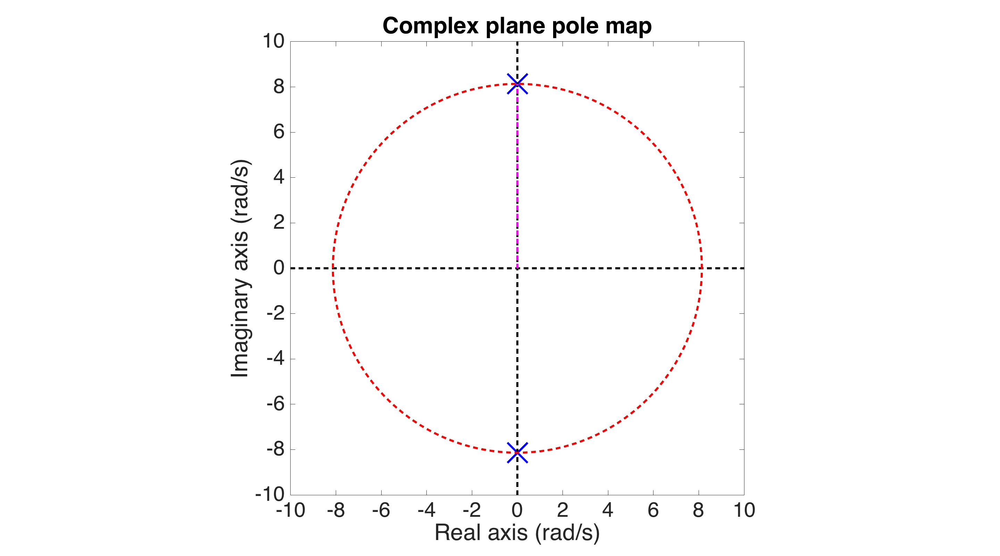 Complex plane pole map
10
8
6
4
2
0
-2
-4
-6
-8
-10
Imaginary axis (rad/s)
-10 -8 -6 -4 -2 0 2 4 6 8 10
Real axis (rad/s)